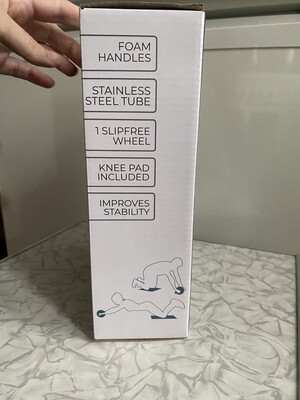 FOAM
HANDLES
STAINLESS
STEEL TUBE
1 SLIPFREE
WHEEL
KNEE PAD
INCLUDED
IMPROVES
STABILITY